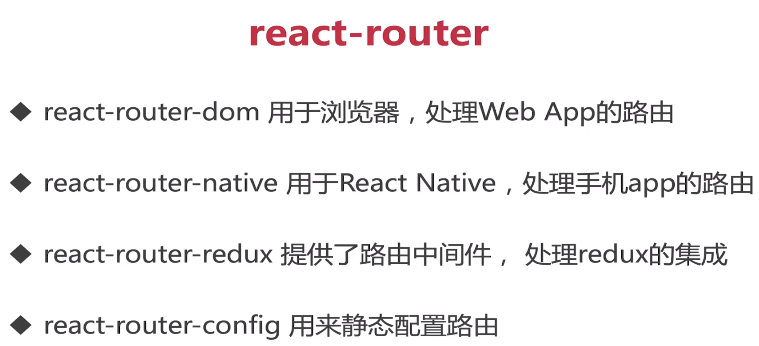 react-router
◆ react-router-dom 用于浏览器，处理Web App的路由
◆ react-router-native 用于React Native，处理手机app的路由
◆ react-router-redux 提供了路由中间件， 处理redux的集成
◆ react-router-config 用来静态配置路由